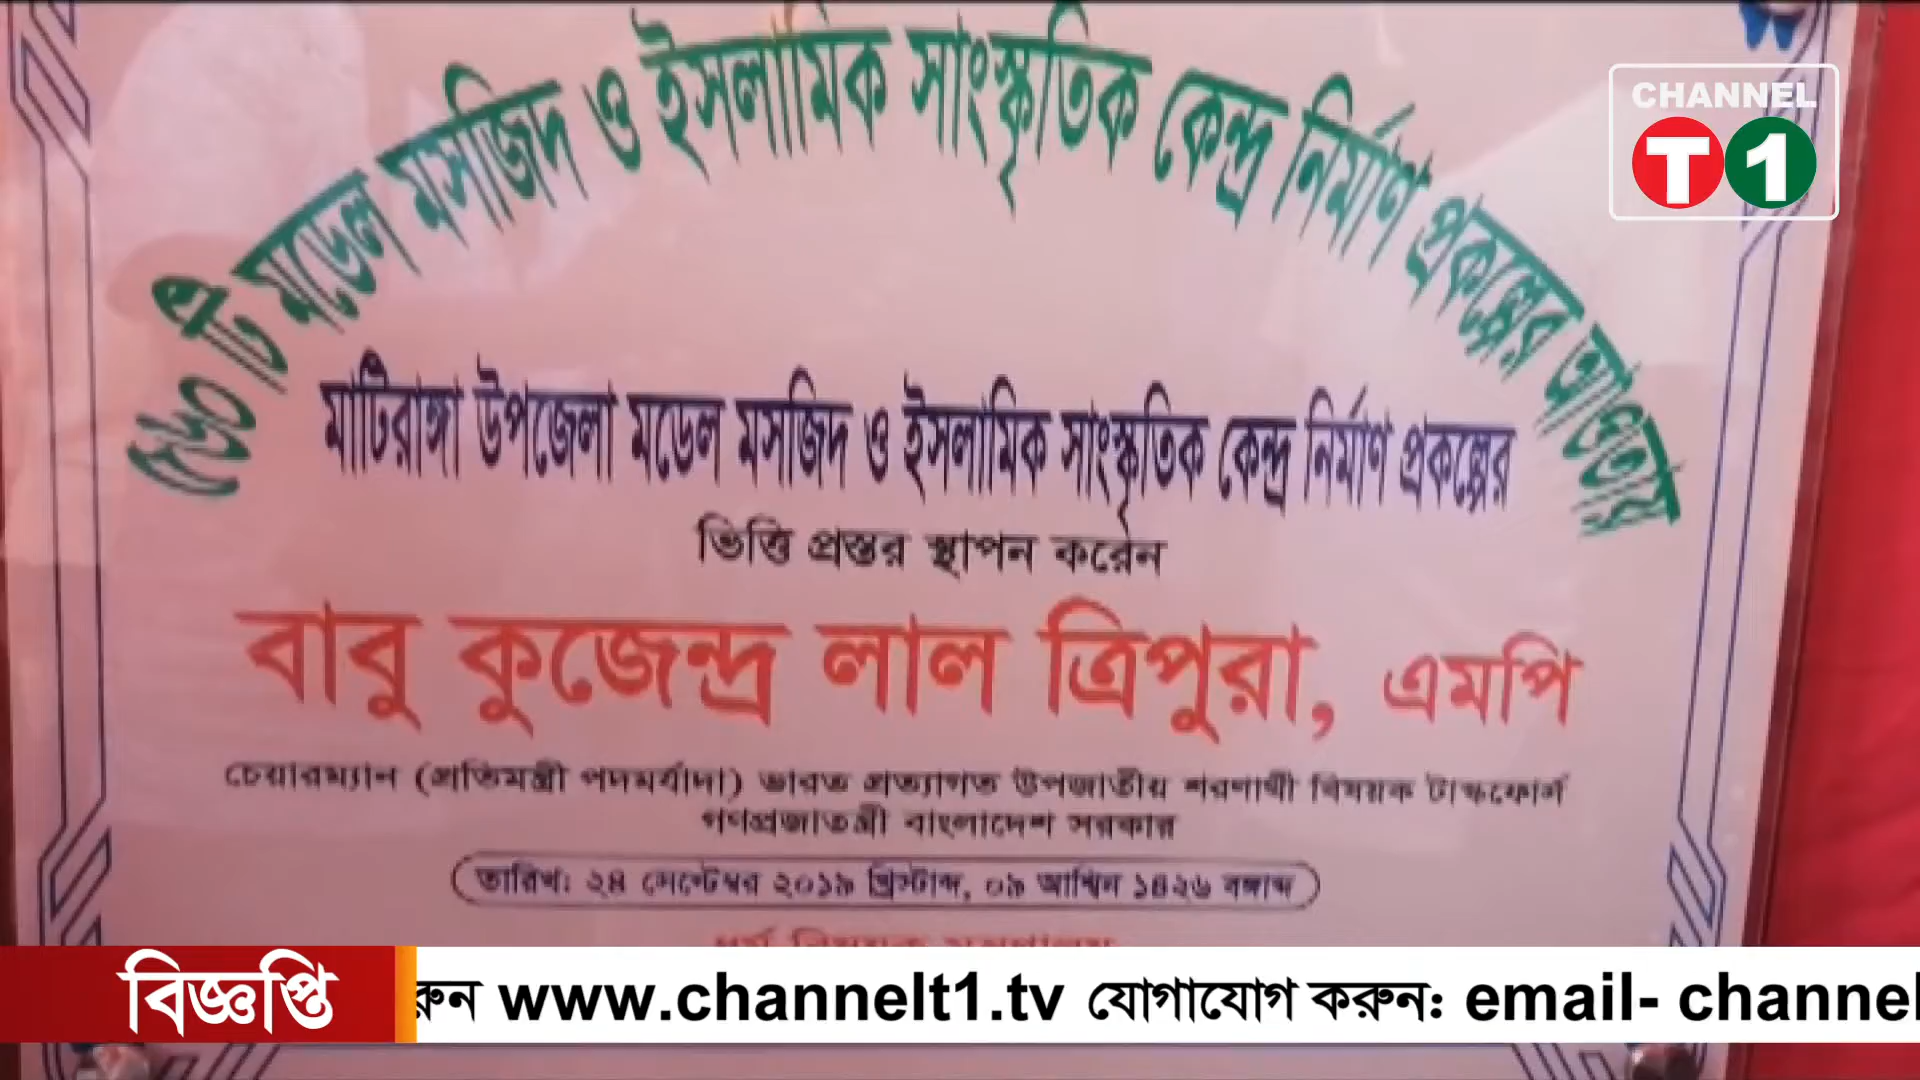 ৫৬০ টি মডেল মসজিদ ও ইসলামিক সাংস্কৃতিক কেন্দ্র নির্মাণ প্রকল্পের আওতায়
মাটিরাঙ্গা উপজেলা মডেল মসজিদ ও ইসলামিক সাংস্কৃতিক কেন্দ্র নির্মাণ প্রকল্পের
ভিত্তি প্রস্তর স্থাপন করেন
বাবু কুজেন্দ্র লাল ত্রিপুরা, এমপি
চেয়ারম্যান (প্রতিমন্ত্রী পদমর্যাদা) ভারত প্রত্যাগত উপজাতীয় শরণার্থী বিষয়ক টাস্কফোর্স
গণপ্রজাতন্ত্রী বাংলাদেশ সরকার
তারিখ: ২৪ সেপ্টেম্বর ২০১৯ খ্রিস্টাব্দ, ০৯ আশ্বিন ১৪২৬ বঙ্গাব্দ
CHANNEL
T1
বিজ্ঞপ্তি
রুন www.channelt1.tv যোগাযোগ করুনঃ email- channel